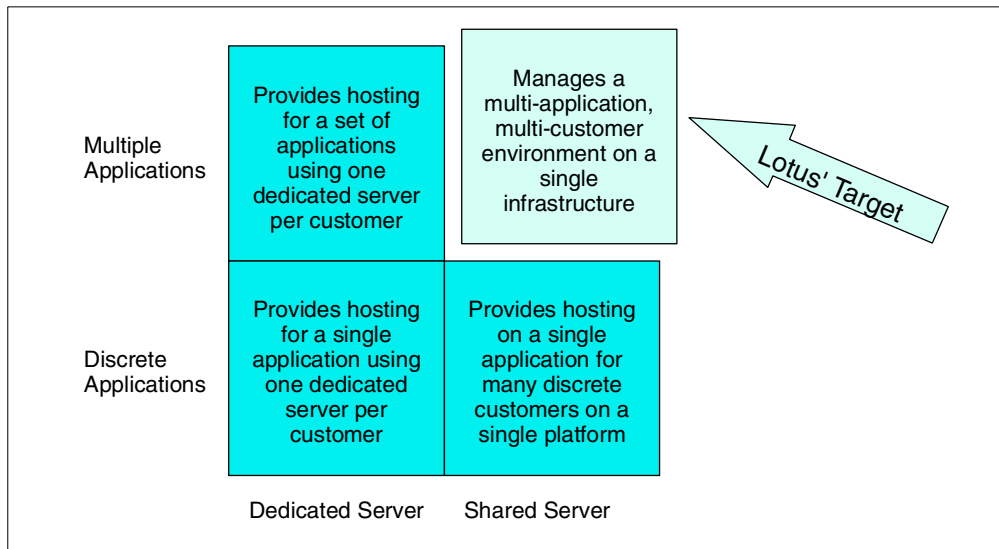 Multiple
Applications
Provides hosting
for a set of
applications
using one
dedicated server
per customer
Manages a
multi-application,
multi-customer
environment on a
single
infrastructure
Lotus' Target
Discrete
Applications
Provides hosting
for a single
application using
one dedicated
server per
customer
Provides hosting
on a single
application for
many discrete
customers on a
single platform
Dedicated Server
Shared Server